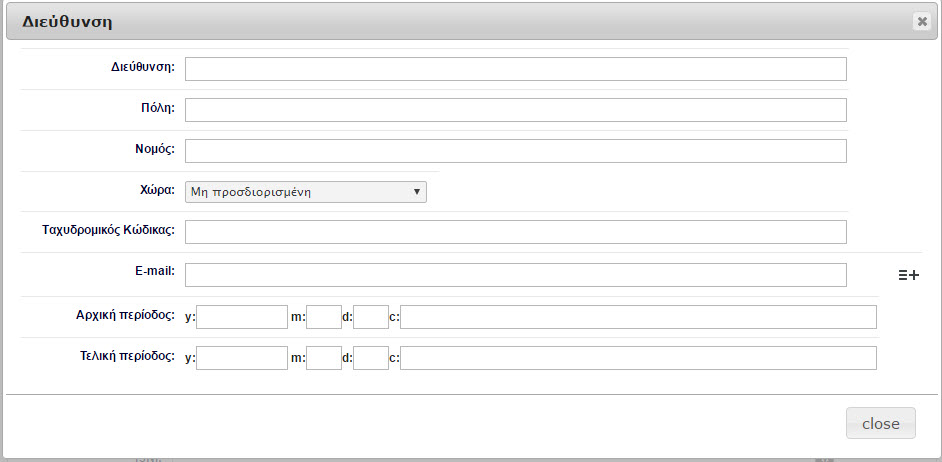 Διεύθυνση
Διεύθυνση:
Πόλη:
Νομός:
Χώρα: Μη προσδιορισμένη
Ταχυδρομικός Κώδικας:
E-mail:
Αρχική περίοδος: y: m: d: c:
Τελική περίοδος: y: m: d: c:
close